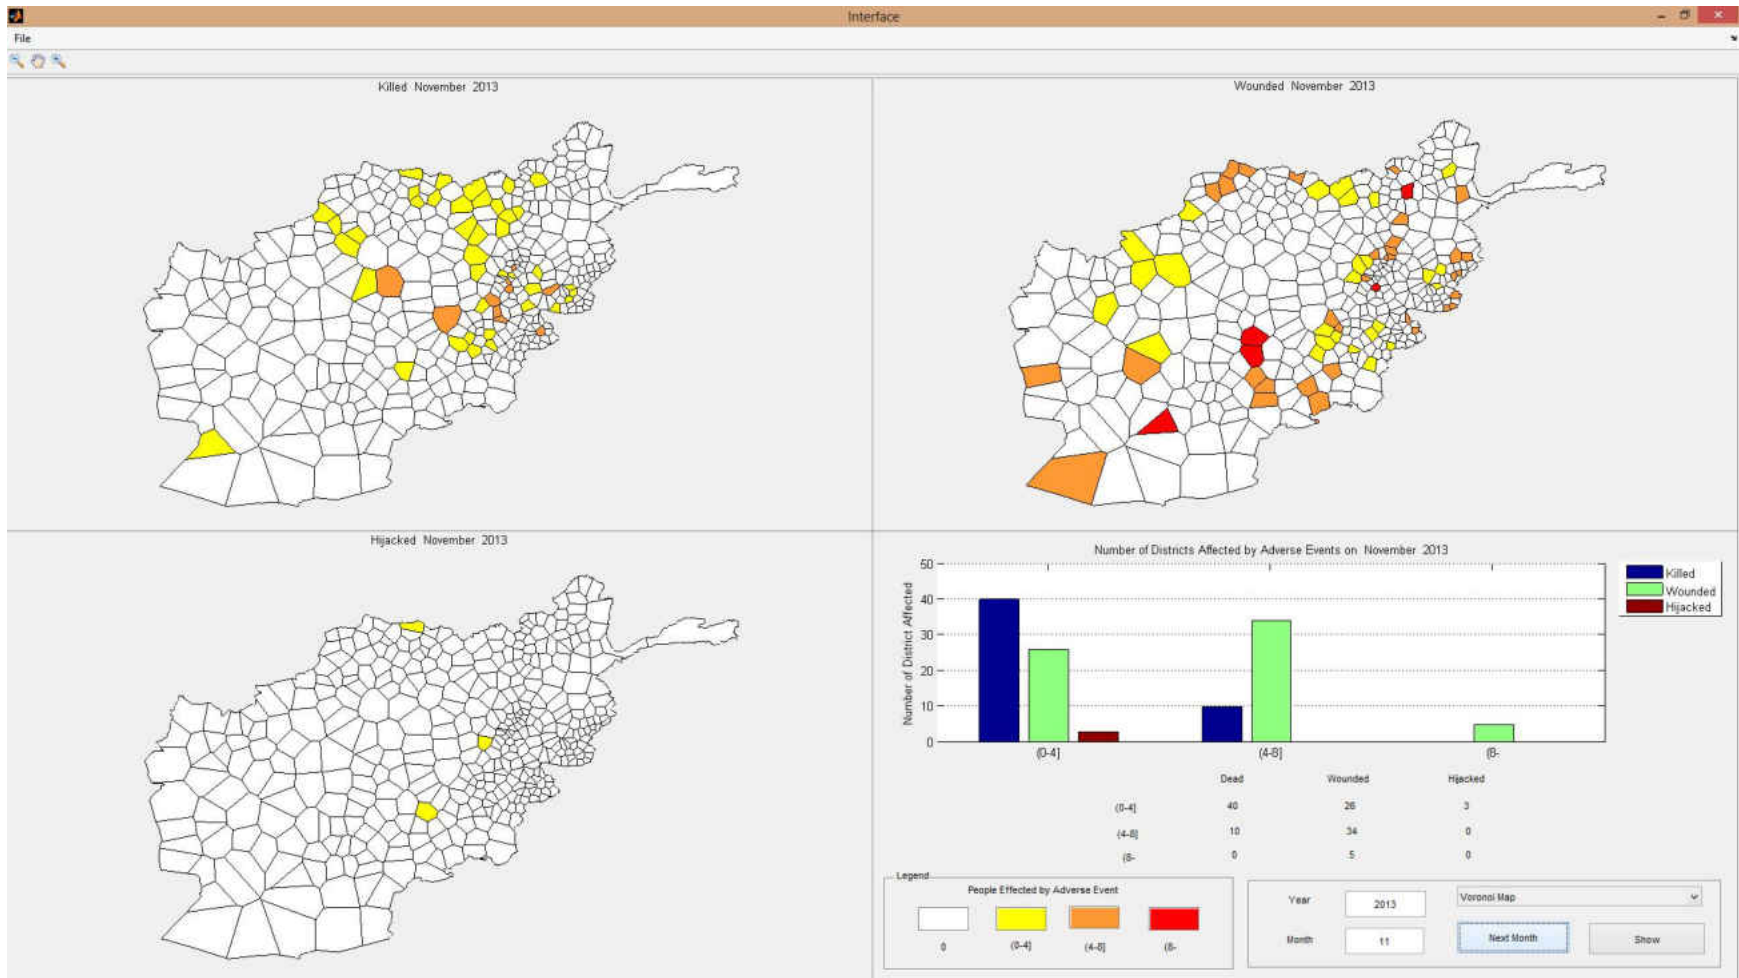 Interface
File
Killed November 2013
Wounded November 2013
Hijacked November 2013
Number of Districts Affected by Adverse Events on November 2013
Number of District Affected
50
40
30
20
10
0
(0-4]
(4-8]
(8-
Killed
Wounded
Hijacked
Dead Wounded Hijacked
(0-4] 40 26 3
(4-8] 10 34 0
(8- 0 5 0
Legend
People Effected by Adverse Event
0 (0-4] (4-8] (8-
Year 2013 Voronoi Map
Month 11 Next Month Show